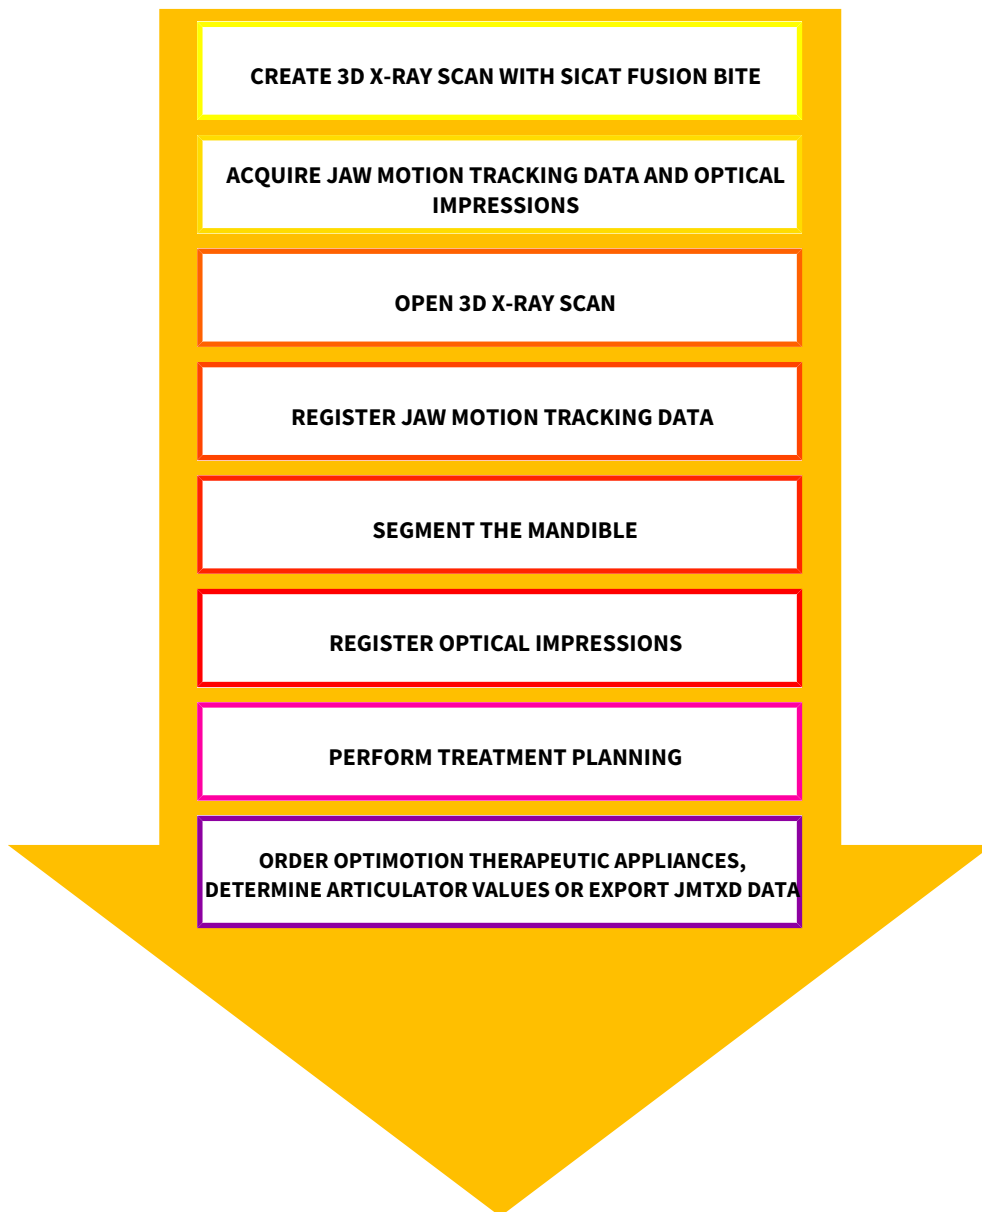 CREATE 3D X-RAY SCAN WITH SICAT FUSION BITE
ACQUIRE JAW MOTION TRACKING DATA AND OPTICAL
IMPRESSIONS
OPEN 3D X-RAY SCAN
REGISTER JAW MOTION TRACKING DATA
SEGMENT THE MANDIBLE
REGISTER OPTICAL IMPRESSIONS
PERFORM TREATMENT PLANNING
ORDER OPTIMOTION THERAPEUTIC APPLIANCES,
DETERMINE ARTICULATOR VALUES OR EXPORT JMTXD DATA